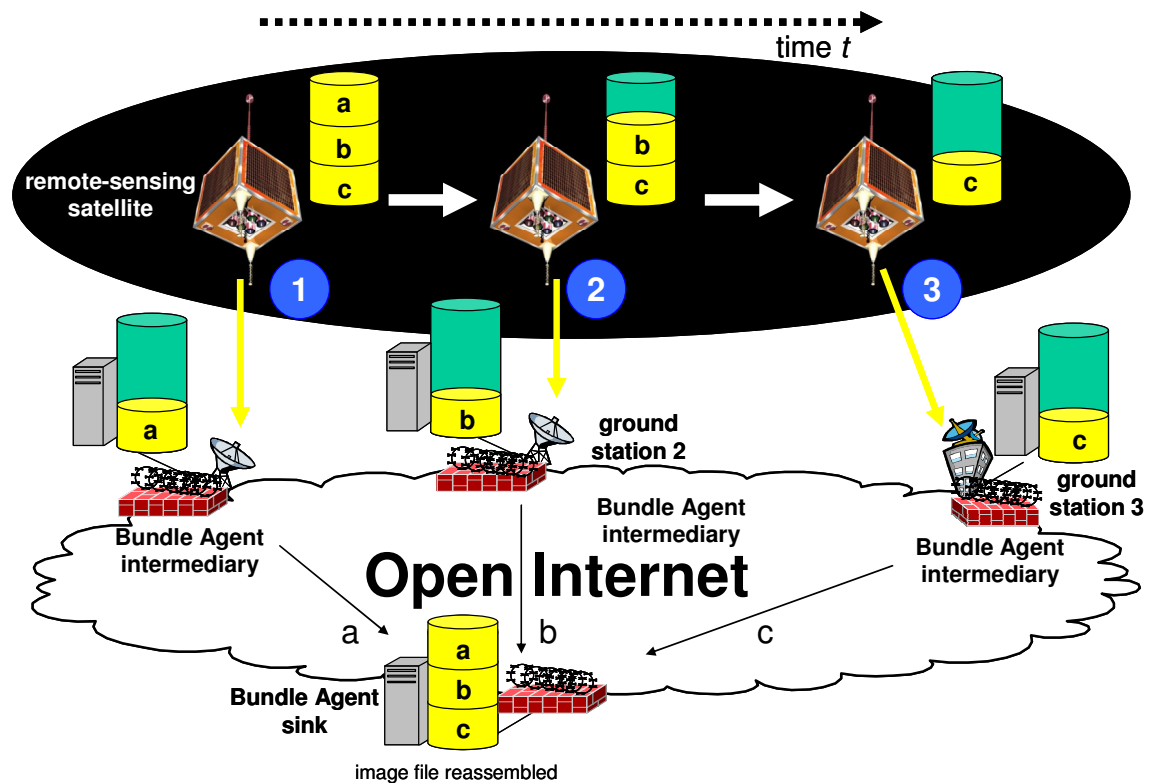 time t
a
b
c
b
c
c
remote-sensing
satellite
1
2
3
a
b
c
ground
station 2
ground
station 3
Bundle Agent
intermediary
Bundle Agent
intermediary
Bundle Agent
intermediary
Open Internet
a
b
c
a
b
c
Bundle Agent
sink
image file reassembled